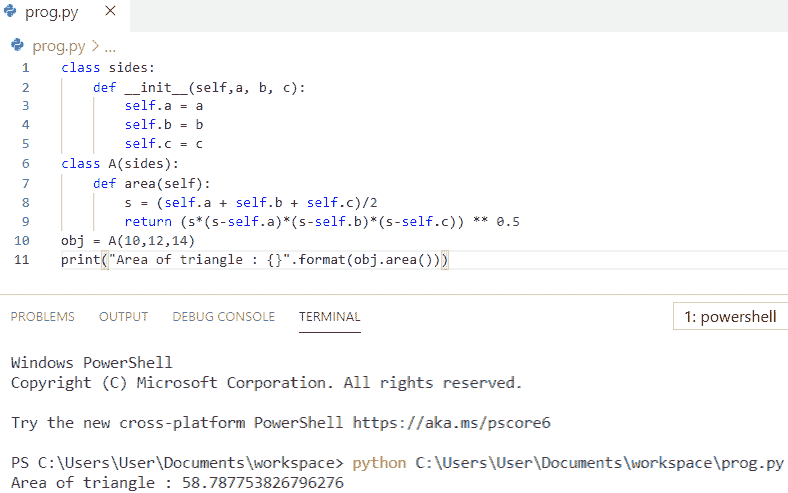 prog.py ×
prog.py > ...
1 class sides:
2     def __init__(self,a, b, c):
3         self.a = a
4         self.b = b
5         self.c = c
6 class A(sides):
7     def area(self):
8         s = (self.a + self.b + self.c)/2
9         return (s*(s-self.a)*(s-self.b)*(s-self.c)) ** 0.5
10 obj = A(10,12,14)
11 print("Area of triangle : {}".format(obj.area()))
PROBLEMS OUTPUT DEBUG CONSOLE TERMINAL 1: powershell
Windows PowerShell
Copyright (C) Microsoft Corporation. All rights reserved.
Try the new cross-platform PowerShell https://aka.ms/pscore6
PS C:\Users\User\Documents\workspace> python C:\Users\User\Documents\workspace\prog.py
Area of triangle : 58.787753826796276